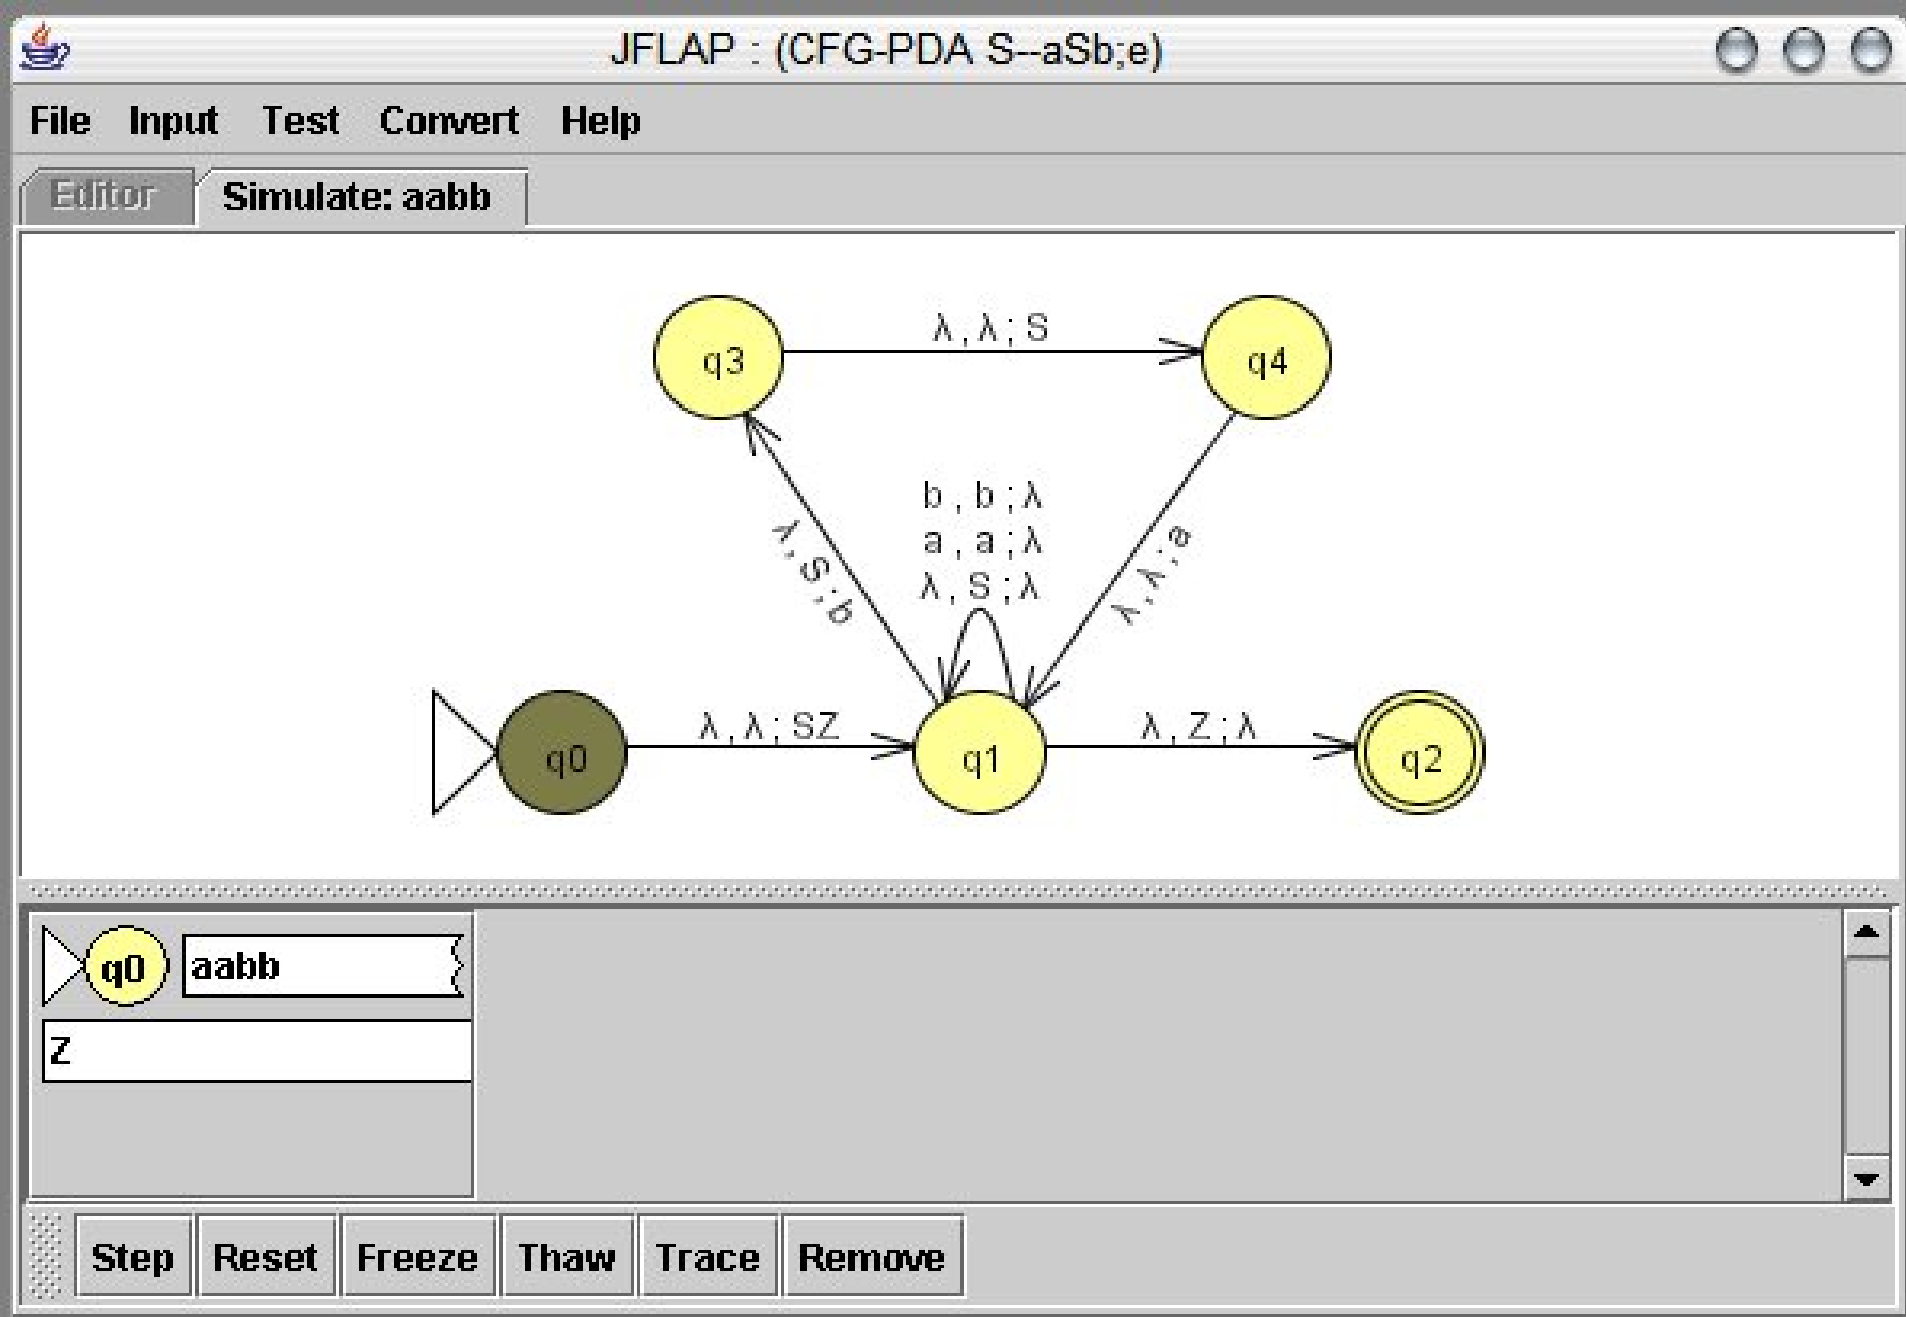 JFLAP : (CFG-PDA S--aSb;e)
File Input Test Convert Help
Editor Simulate: aabb
λ , λ ; S
q3 q4
b , b ; λ
a , a ; λ
λ , S ; λ
λ , S ; b
λ , λ ; a
λ , λ ; SZ
λ , Z ; λ
q0 q1 q2
q0 aabb
Z
Step Reset Freeze Thaw Trace Remove